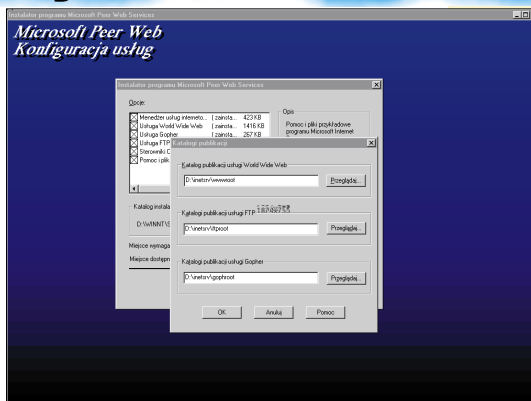 Instalator programu Microsoft Peer Web Services
Microsoft Peer Web
Konfiguracja usług
Instalator programu Microsoft Peer Web Services
Opcje:
Menedżer usług interneto... (zainsta... 423 KB
Usługa World Wide Web (zainsta... 1416 KB
Usługa Gopher (zainsta... 267 KB
Usługa FTP
Sterowniki
Pomoc i plik
Opis
Pomoc i pliki przykładowe
programu Microsoft Internet
Katalog instala
D:\WINNT\S
Miejsce wymaga
Miejsce dostępn
Katalogi publikacji
Katalog publikacji usługi World Wide Web
D:\inetsrv\wwwroot
Przeglądaj...
Katalog publikacji usługi FTP
D:\inetsrv\ftproot
Przeglądaj...
Katalogi publikacji usługi Gopher
D:\inetsrv\gophroot
Przeglądaj...
OK
Anuluj
Pomoc